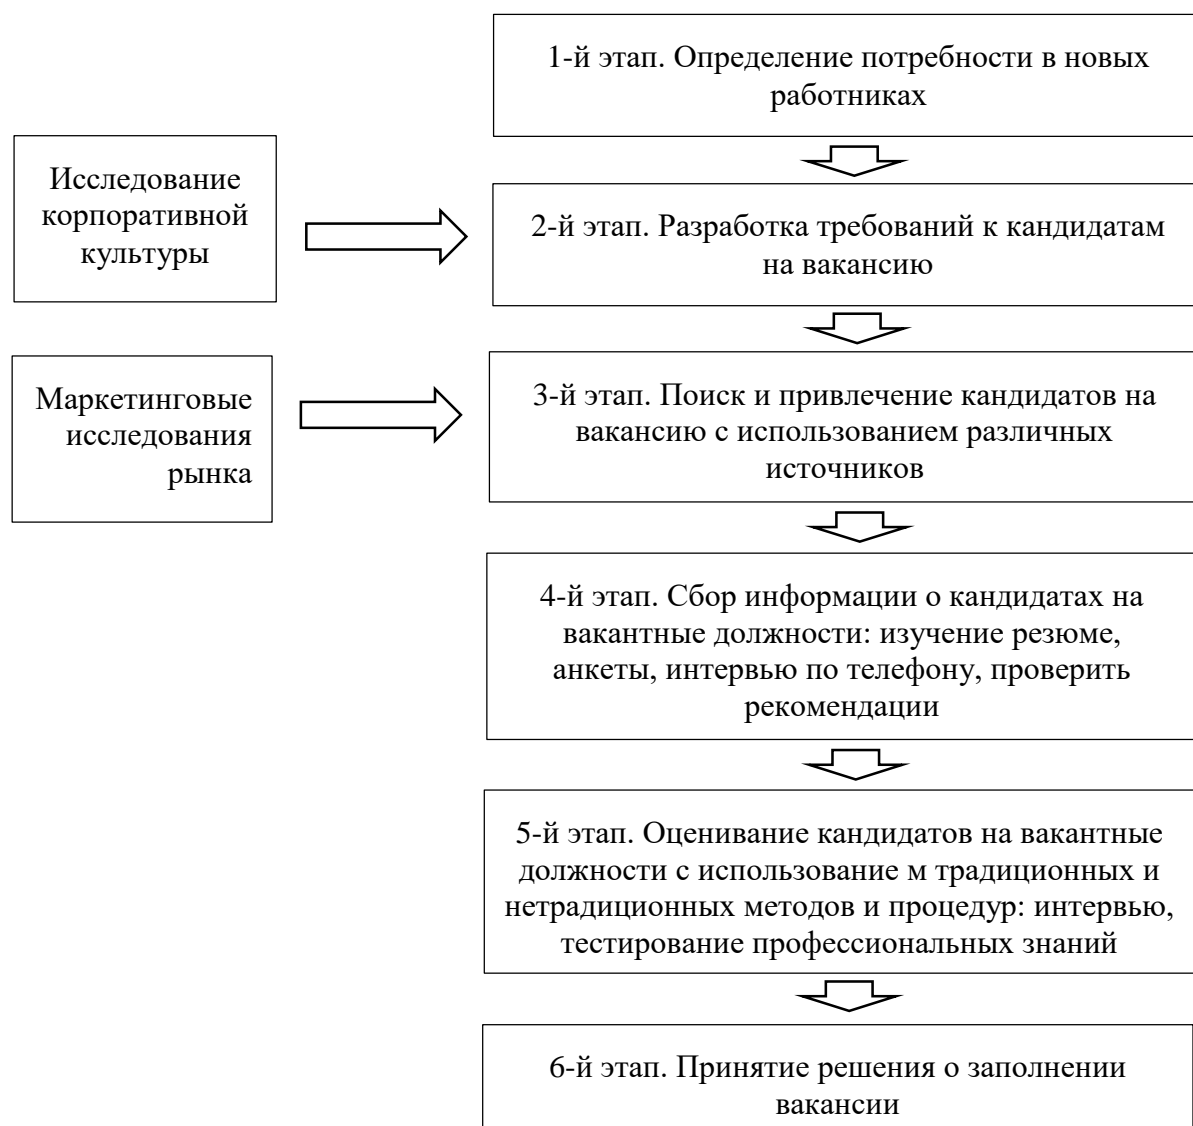 1-й этап. Определение потребности в новых
работниках
Исследование
корпоративной
культуры
2-й этап. Разработка требований к кандидатам
на вакансию
Маркетинговые
исследования
рынка
3-й этап. Поиск и привлечение кандидатов на
вакансию с использованием различных
источников
4-й этап. Сбор информации о кандидатах на
вакантные должности: изучение резюме,
анкеты, интервью по телефону, проверить
рекомендации
5-й этап. Оценивание кандидатов на вакантные
должности с использование м традиционных и
нетрадиционных методов и процедур: интервью,
тестирование профессиональных знаний
6-й этап. Принятие решения о заполнении
вакансии